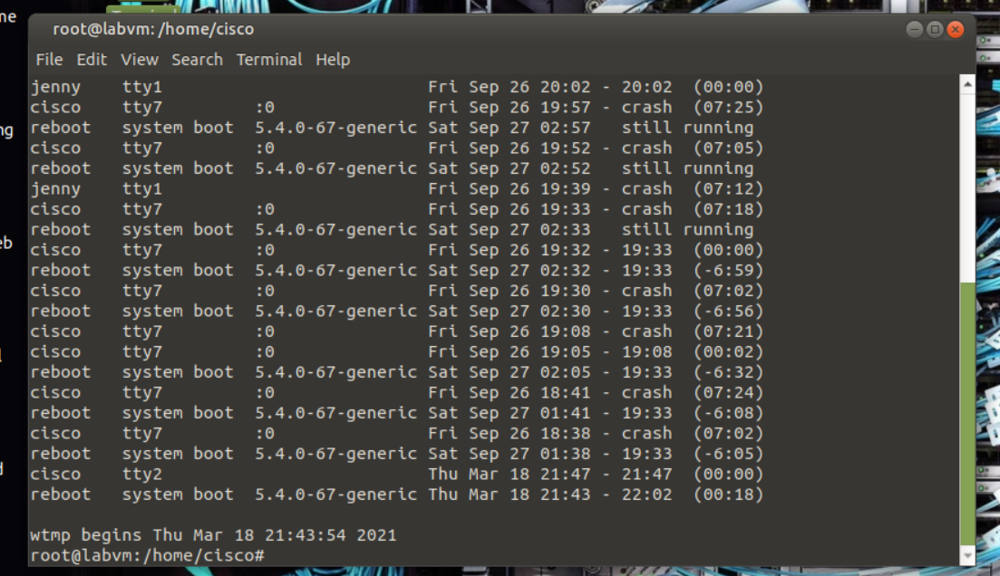 root@labvm: /home/cisco
File Edit View Search Terminal Help
jenny    tty1                          Fri Sep 26 20:02 - 20:02  (00:00)
cisco    tty7         :0               Fri Sep 26 19:57 - crash  (07:25)
reboot   system boot  5.4.0-67-generic Sat Sep 27 02:57   still running
cisco    tty7         :0               Fri Sep 26 19:52 - crash  (07:05)
reboot   system boot  5.4.0-67-generic Sat Sep 27 02:52   still running
jenny    tty1                          Fri Sep 26 19:39 - crash  (07:12)
cisco    tty7         :0               Fri Sep 26 19:33 - crash  (07:18)
reboot   system boot  5.4.0-67-generic Sat Sep 27 02:33   still running
cisco    tty7         :0               Fri Sep 26 19:32 - 19:33  (00:00)
reboot   system boot  5.4.0-67-generic Sat Sep 27 02:32 - 19:33  (-6:59)
cisco    tty7         :0               Fri Sep 26 19:30 - crash  (07:02)
reboot   system boot  5.4.0-67-generic Sat Sep 27 02:30 - 19:33  (-6:56)
cisco    tty7         :0               Fri Sep 26 19:08 - crash  (07:21)
cisco    tty7         :0               Fri Sep 26 19:05 - 19:08  (00:02)
reboot   system boot  5.4.0-67-generic Sat Sep 27 02:05 - 19:33  (-6:32)
cisco    tty7         :0               Fri Sep 26 18:41 - crash  (07:24)
reboot   system boot  5.4.0-67-generic Sat Sep 27 01:41 - 19:33  (-6:08)
cisco    tty7         :0               Fri Sep 26 18:38 - crash  (07:02)
reboot   system boot  5.4.0-67-generic Sat Sep 27 01:38 - 19:33  (-6:05)
cisco    tty2                          Thu Mar 18 21:47 - 21:47  (00:00)
reboot   system boot  5.4.0-67-generic Thu Mar 18 21:43 - 22:02  (00:18)
wtmp begins Thu Mar 18 21:43:54 2021
root@labvm:/home/cisco#